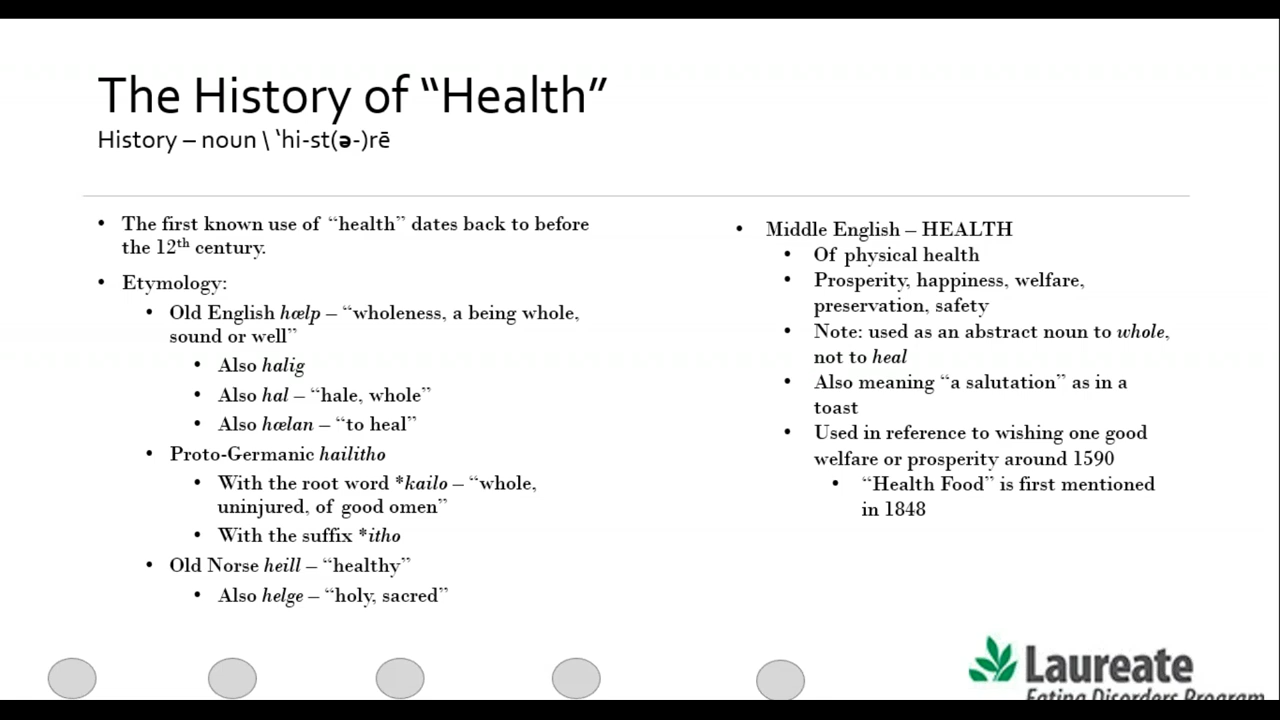 The History of “Health”
History – noun \ ˈhi-st(ə-)rē
• The first known use of “health” dates back to before
the 12th century.
• Etymology:
• Old English hælp – “wholeness, a being whole,
sound or well”
• Also halig
• Also hal – “hale, whole”
• Also hælan – “to heal”
• Proto-Germanic hailitho
• With the root word *kailo – “whole,
uninjured, of good omen”
• With the suffix *itho
• Old Norse heill – “healthy”
• Also helge – “holy, sacred”
• Middle English – HEALTH
• Of physical health
• Prosperity, happiness, welfare,
preservation, safety
• Note: used as an abstract noun to whole,
not to heal
• Also meaning “a salutation” as in a
toast
• Used in reference to wishing one good
welfare or prosperity around 1590
• “Health Food” is first mentioned
in 1848
Laureate
Eating Disorders Program